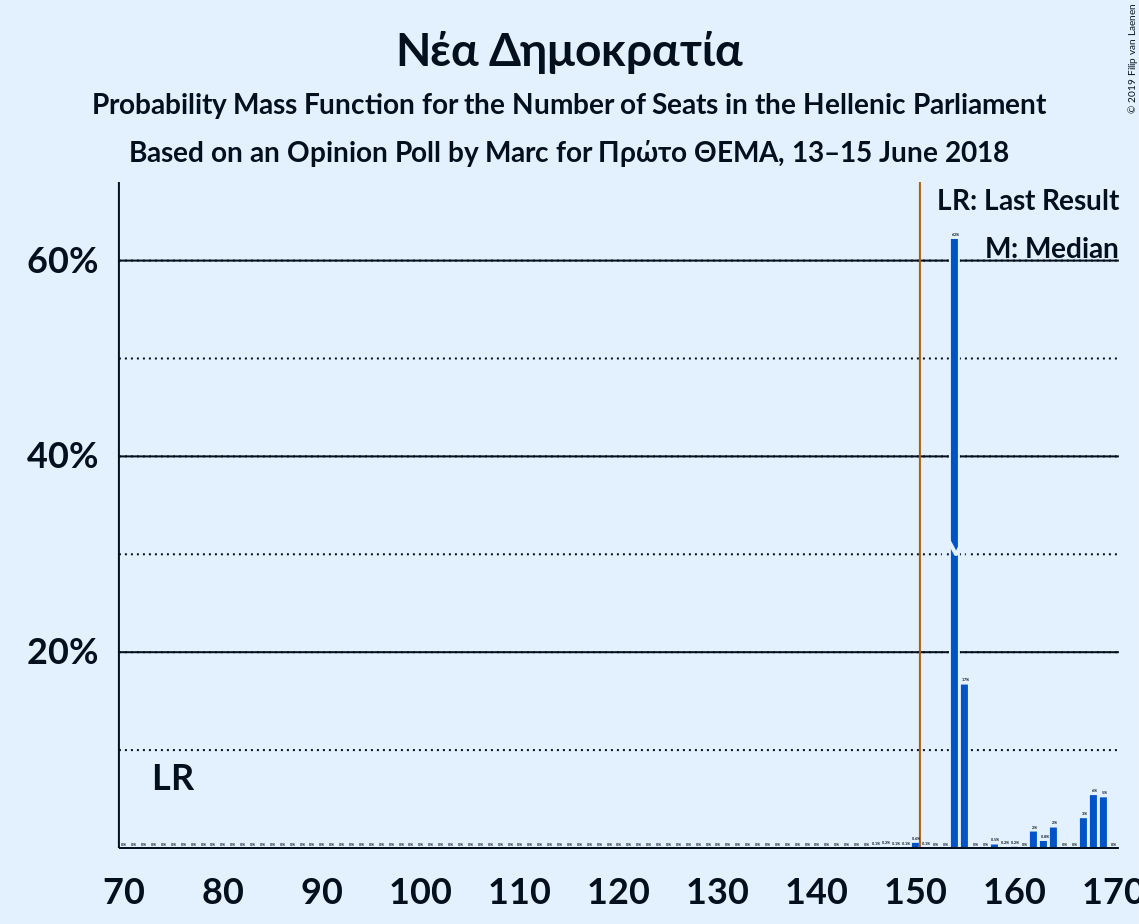 Νέα Δημοκρατία
Probability Mass Function for the Number of Seats in the Hellenic Parliament
Based on an Opinion Poll by Marc for Πρώτο ΘΕΜΑ, 13–15 June 2018
© 2019 Filip van Laenen
LR: Last Result
M: Median
60%
40%
20%
LR
M
70 80 90 100 110 120 130 140 150 160 170